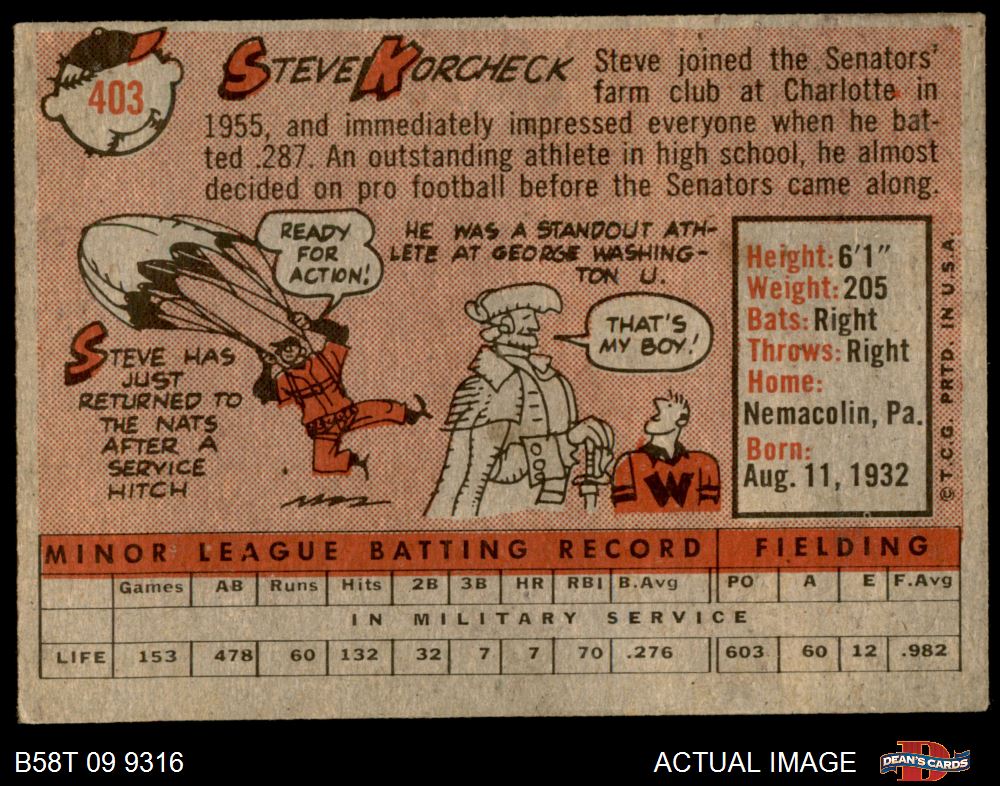 403
STEVE KORCHECK
Steve joined the Senators'
farm club at Charlotte in
1955, and immediately impressed everyone when he bat-
ted .287. An outstanding athlete in high school, he almost
decided on pro football before the Senators came along.
READY
FOR
ACTION!
STEVE HAS
JUST
RETURNED TO
THE NATS
AFTER A
SERVICE
HITCH
HE WAS A STANDOUT ATH-
LETE AT GEORGE WASHING-
TON U.
THAT'S
MY BOY!
W
Height: 6'1"
Weight: 205
Bats: Right
Throws: Right
Home:
Nemacolin, Pa.
Born:
Aug. 11, 1932
© T.C.G. PRTD. IN U.S.A.
MINOR LEAGUE BATTING RECORD FIELDING
Games AB Runs Hits 2B 3B HR RBI B.Avg PO A E F.Avg
IN MILITARY SERVICE
LIFE 153 478 60 132 32 7 7 70 .276 603 60 12 .982
B58T 09 9316 ACTUAL IMAGE D DEAN'S CARDS